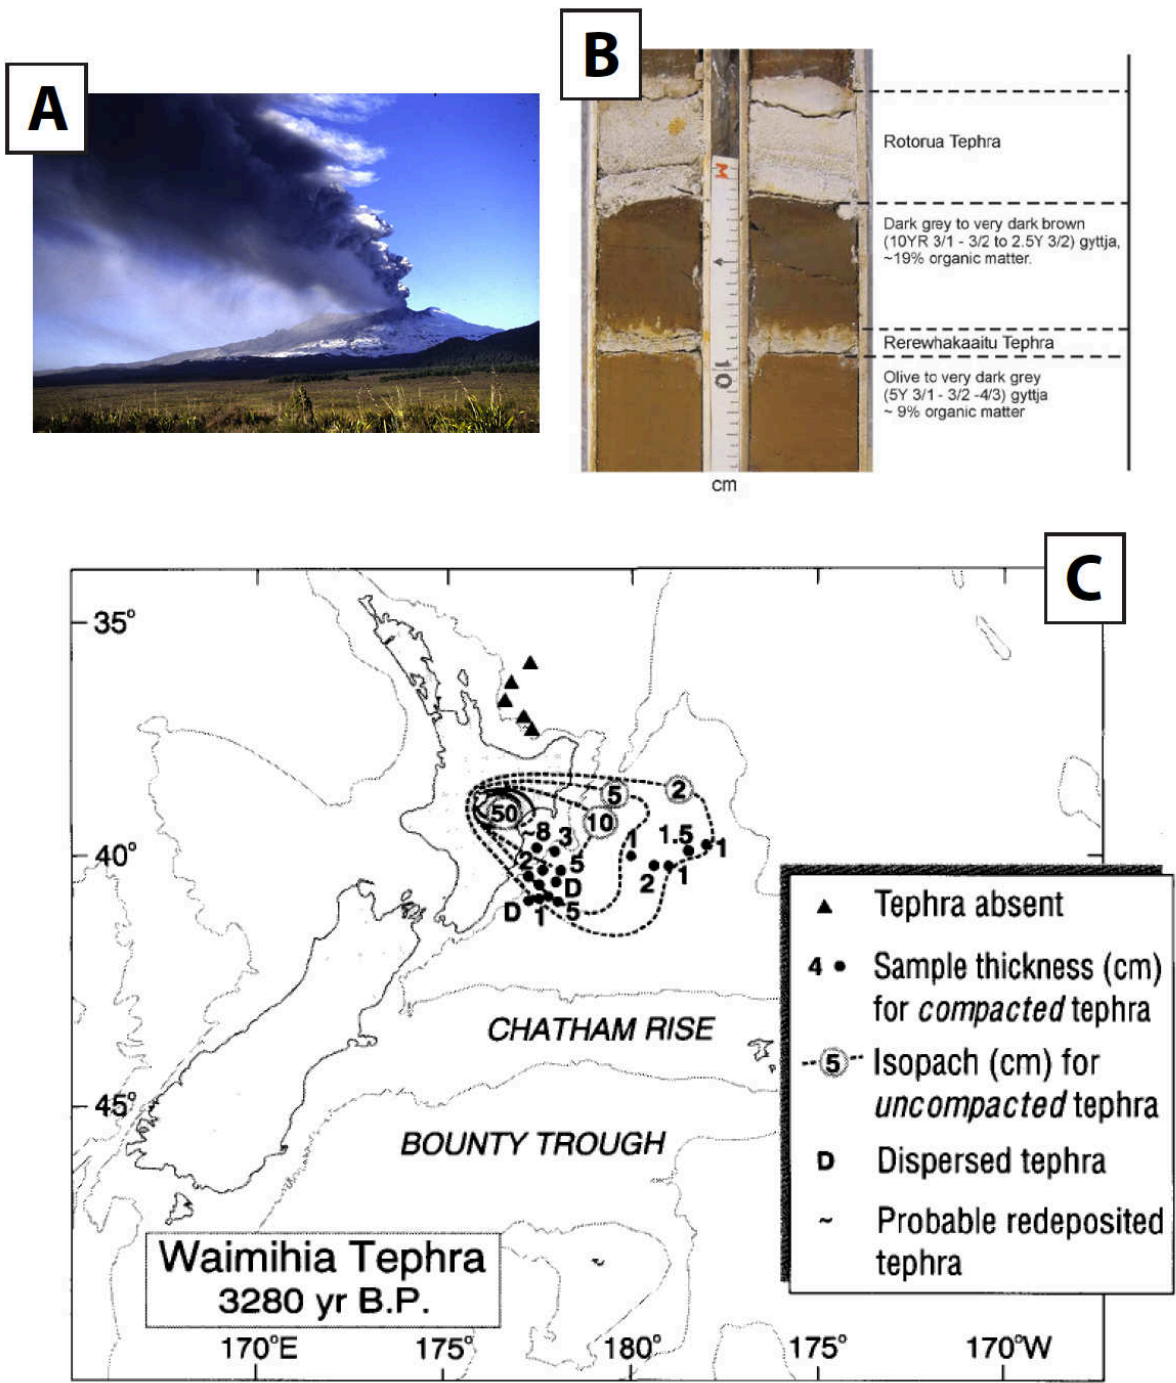 A
B
M
10
cm
Rotorua Tephra
Dark grey to very dark brown
(10YR 3/1 - 3/2 to 2.5Y 3/2) gyttja,
~19% organic matter.
Rerewhakaaitu Tephra
Olive to very dark grey
(5Y 3/1 - 3/2 -4/3) gyttja
~ 9% organic matter
C
35°
40°
45°
50
5
2
10
~8
3
1
1.5
1
2
5
2
1
D
D
1
5
CHATHAM RISE
BOUNTY TROUGH
Waimihia Tephra
3280 yr B.P.
170°E
175°
180°
175°
170°W
Tephra absent
4 Sample thickness (cm)
for compacted tephra
5 Isopach (cm) for
uncompacted tephra
D Dispersed tephra
~ Probable redeposited
tephra